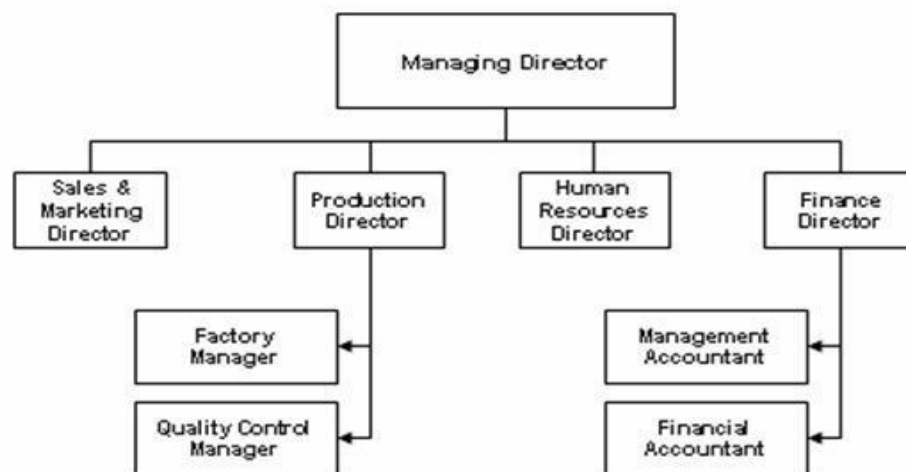 Managing Director
Sales &
Marketing
Director
Production
Director
Human
Resources
Director
Finance
Director
Factory
Manager
Management
Accountant
Quality Control
Manager
Financial
Accountant